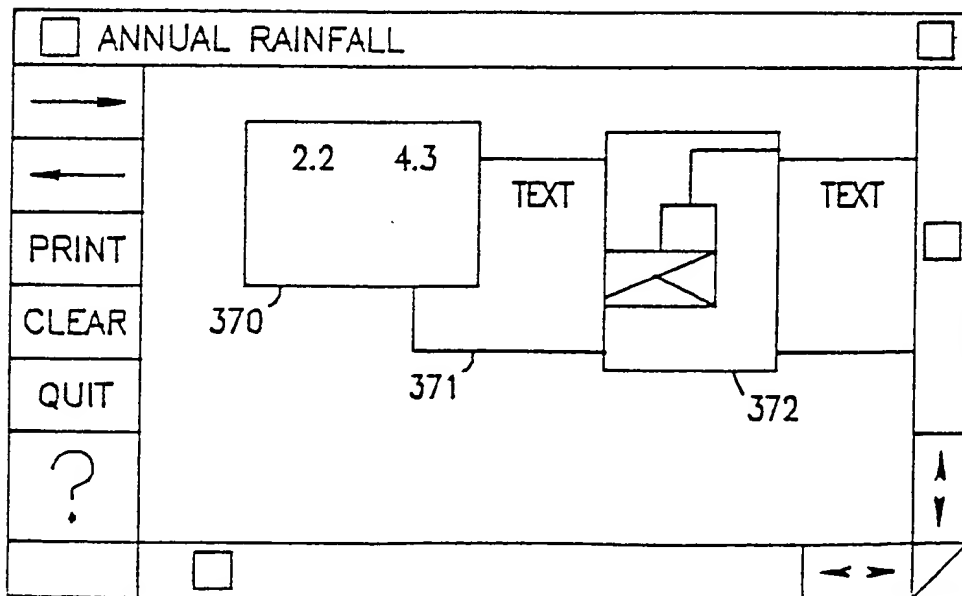 ANNUAL RAINFALL
2.2 4.3
TEXT TEXT
PRINT
370
CLEAR
371
QUIT
372
?